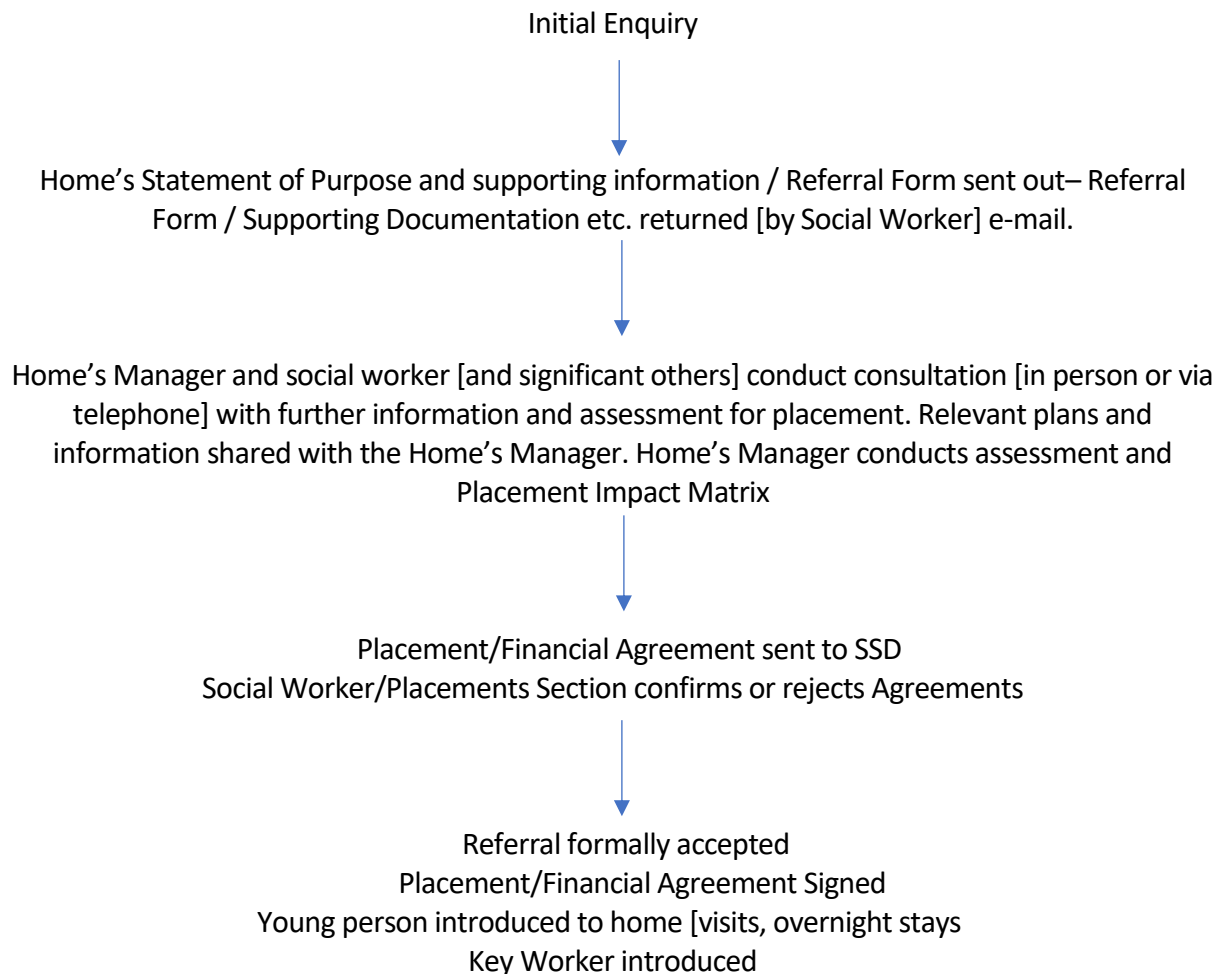 Initial Enquiry
Home’s Statement of Purpose and supporting information / Referral Form sent out– Referral
Form / Supporting Documentation etc. returned [by Social Worker] e-mail.
Home’s Manager and social worker [and significant others] conduct consultation [in person or via
telephone] with further information and assessment for placement. Relevant plans and
information shared with the Home’s Manager. Home’s Manager conducts assessment and
Placement Impact Matrix
Placement/Financial Agreement sent to SSD
Social Worker/Placements Section confirms or rejects Agreements
Referral formally accepted
Placement/Financial Agreement Signed
Young person introduced to home [visits, overnight stays
Key Worker introduced